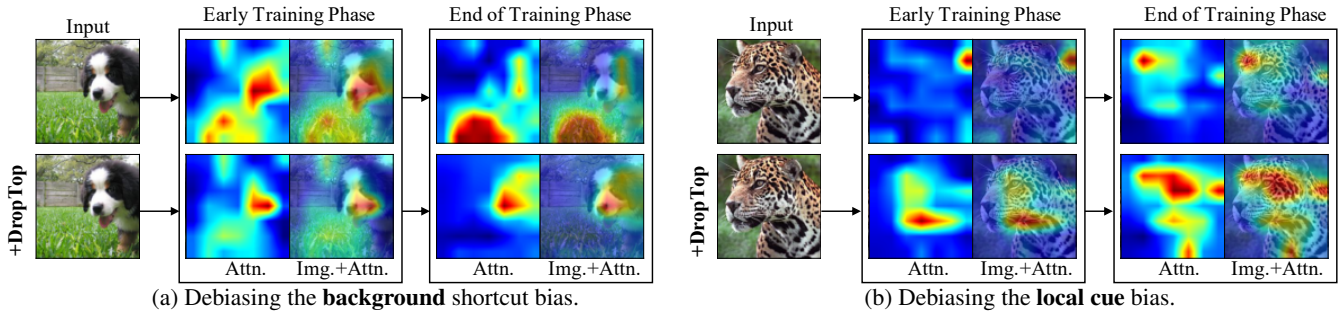 Input
Early Training Phase
End of Training Phase
+DropTop
Attn.
Img.+Attn.
Attn.
Img.+Attn.
(a) Debiasing the background shortcut bias.
Input
Early Training Phase
End of Training Phase
+DropTop
Attn.
Img.+Attn.
Attn.
Img.+Attn.
(b) Debiasing the local cue bias.